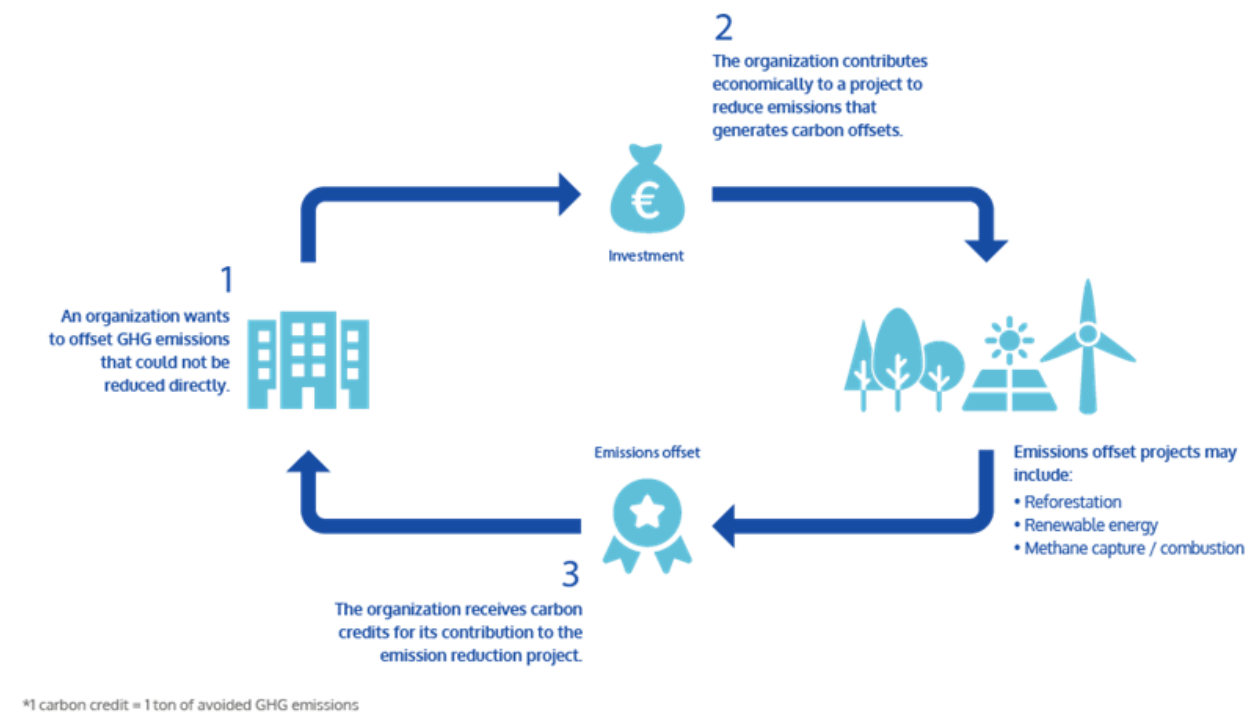 2
The organization contributes
economically to a project to
reduce emissions that
generates carbon offsets.
€
Investment
1
An organization wants
to offset GHG emissions
that could not be
reduced directly.
Emissions offset
Emissions offset projects may
include:
• Reforestation
• Renewable energy
• Methane capture / combustion
3
The organization receives carbon
credits for its contribution to the
emission reduction project.
*1 carbon credit = 1 ton of avoided GHG emissions